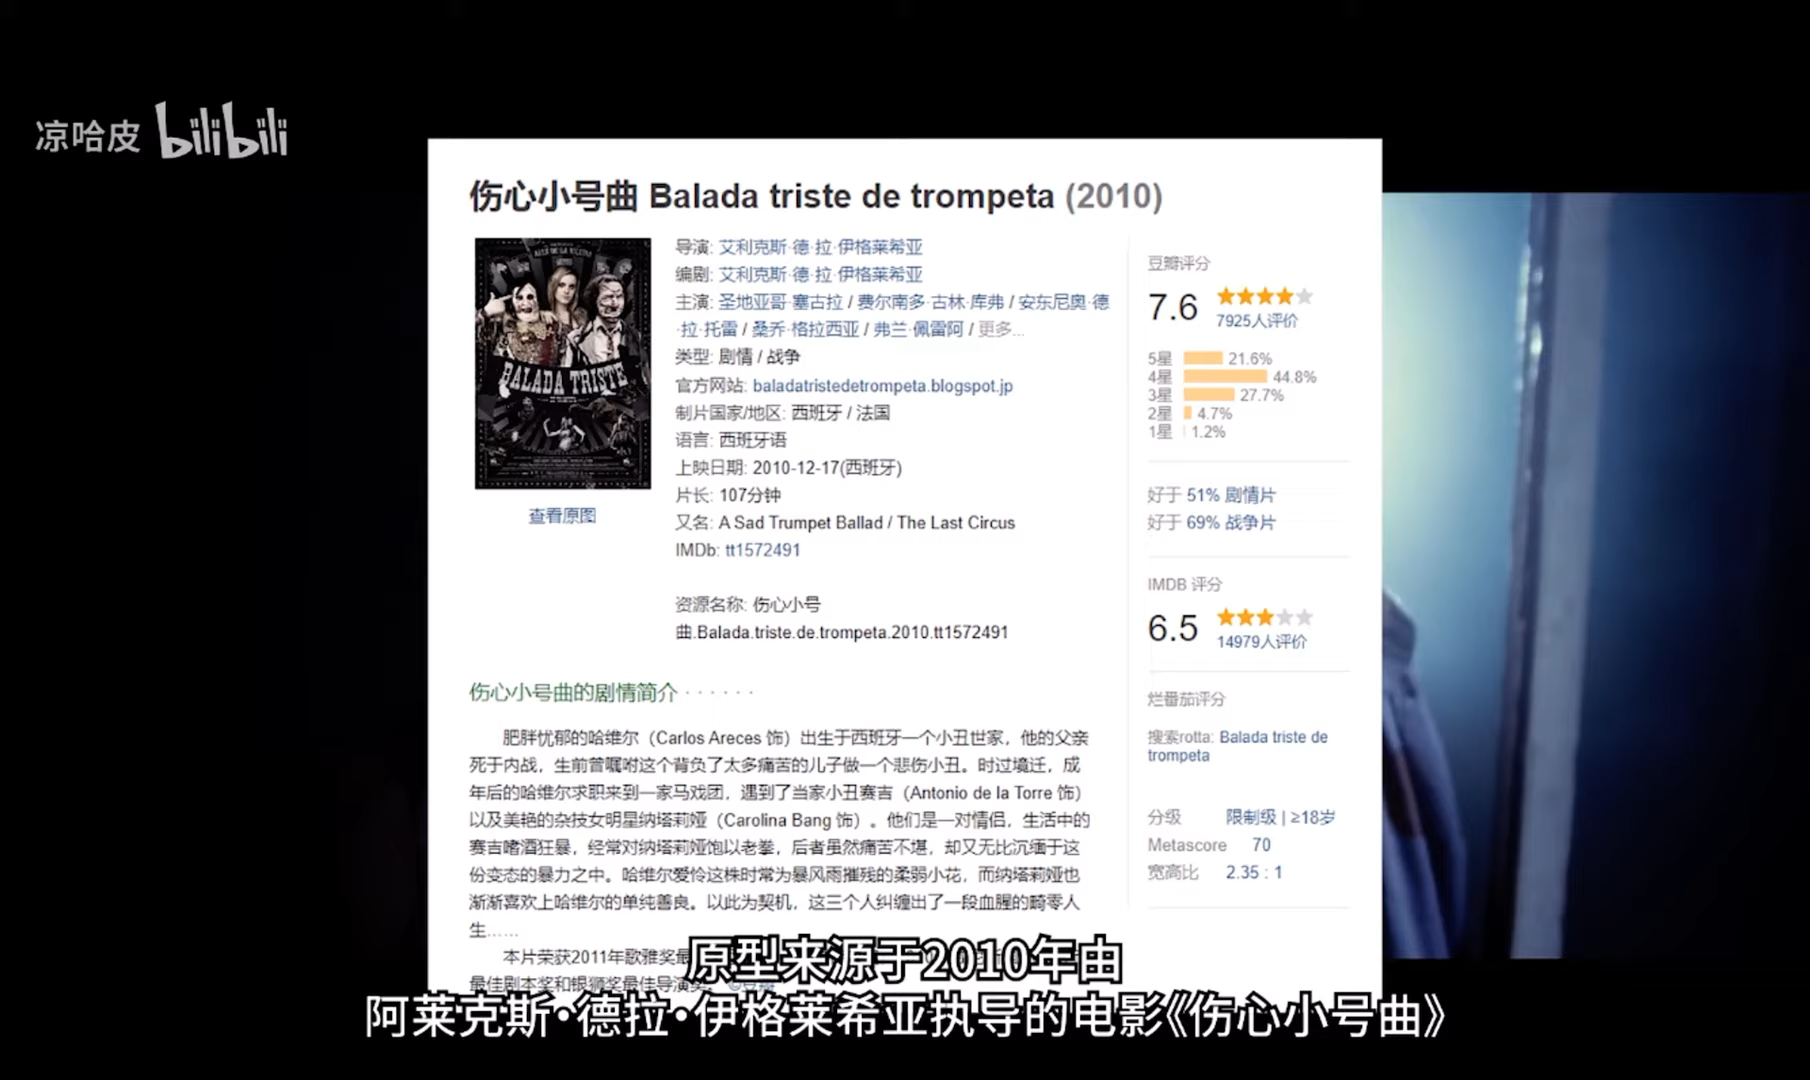 凉哈皮 bilibili
伤心小号曲 Balada triste de trompeta (2010)
BALADA TRISTE
查看原图
导演: 艾利克斯·德·拉·伊格莱希亚
编剧: 艾利克斯·德·拉·伊格莱希亚
主演: 圣地亚哥·塞古拉 / 费尔南多·古林·库弗 / 安东尼奥·德
·拉·托雷 / 桑乔·格拉西亚 / 弗兰·佩雷阿 / 更多...
类型: 剧情 / 战争
官方网站: baladatristedetrompeta.blogspot.jp
制片国家/地区: 西班牙 / 法国
语言: 西班牙语
上映日期: 2010-12-17(西班牙)
片长: 107分钟
又名: A Sad Trumpet Ballad / The Last Circus
IMDb: tt1572491
资源名称: 伤心小号
曲.Balada.triste.de.trompeta.2010.tt1572491
豆瓣评分
7.6
7925人评价
5星 21.6%
4星 44.8%
3星 27.7%
2星 4.7%
1星 1.2%
好于 51% 剧情片
好于 69% 战争片
IMDB 评分
6.5
14979人评价
烂番茄评分
搜索rotta: Balada triste de
trompeta
分级 限制级 | ≥18岁
Metascore 70
宽高比 2.35 : 1
伤心小号曲的剧情简介 · · · · · ·
肥胖忧郁的哈维尔（Carlos Areces 饰）出生于西班牙一个小丑世家，他的父亲
死于内战，生前曾嘱咐这个背负了太多痛苦的儿子做一个悲伤小丑。时过境迁，成
年后的哈维尔求职来到一家马戏团，遇到了当家小丑赛吉（Antonio de la Torre 饰）
以及美艳的杂技女明星纳塔莉娅（Carolina Bang 饰）。他们是一对情侣，生活中的
赛吉嗜酒狂暴，经常对纳塔莉娅饱以老拳，后者虽然痛苦不堪，却又无比沉缅于这
份变态的暴力之中。哈维尔爱怜这株时常为暴风雨摧残的柔弱小花，而纳塔莉娅也
渐渐喜欢上哈维尔的单纯善良。以此为契机，这三个人纠缠出了一段血腥的畸零人
生……
本片荣获2011年歌雅奖最
最佳剧本奖和银狮奖最佳导演奖。©豆瓣
原型来源于2010年由
阿莱克斯·德拉·伊格莱希亚执导的电影《伤心小号曲》